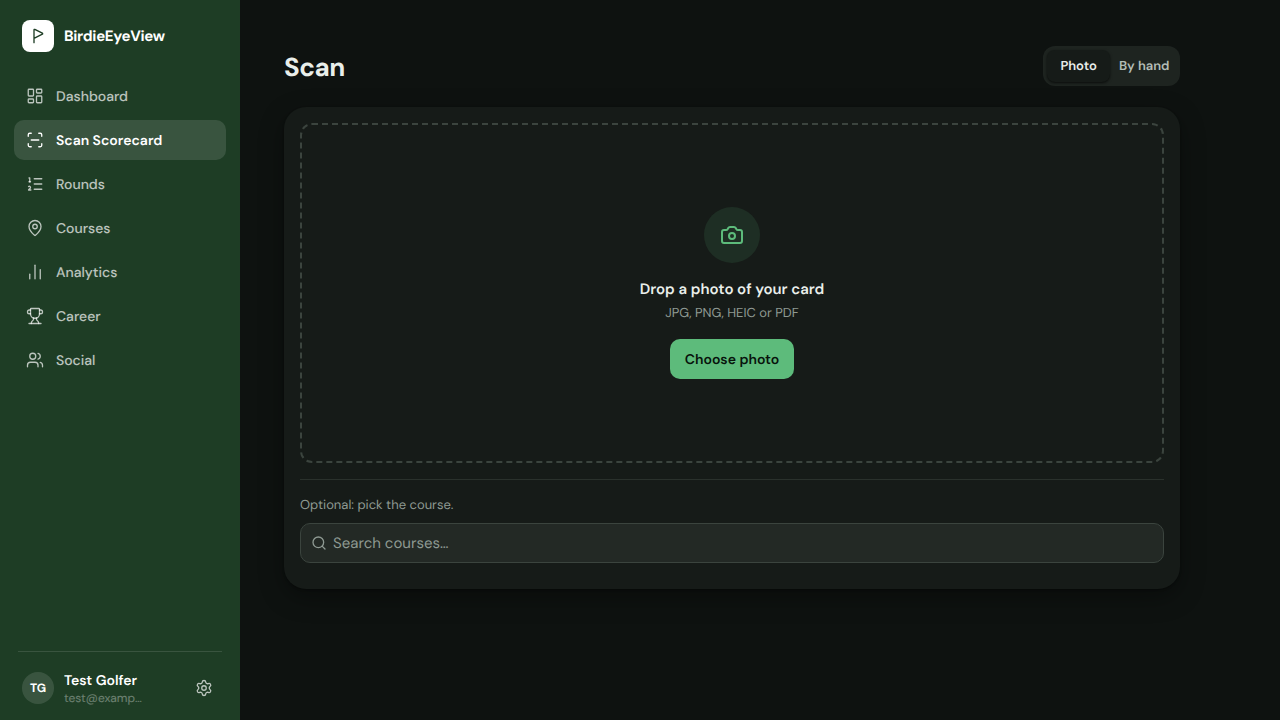 BirdieEyeView
Dashboard
Scan Scorecard
Rounds
Courses
Analytics
Career
Social
TG
Test Golfer
test@examp...
Scan
Photo
By hand
Drop a photo of your card
JPG, PNG, HEIC or PDF
Choose photo
Optional: pick the course.
Search courses...